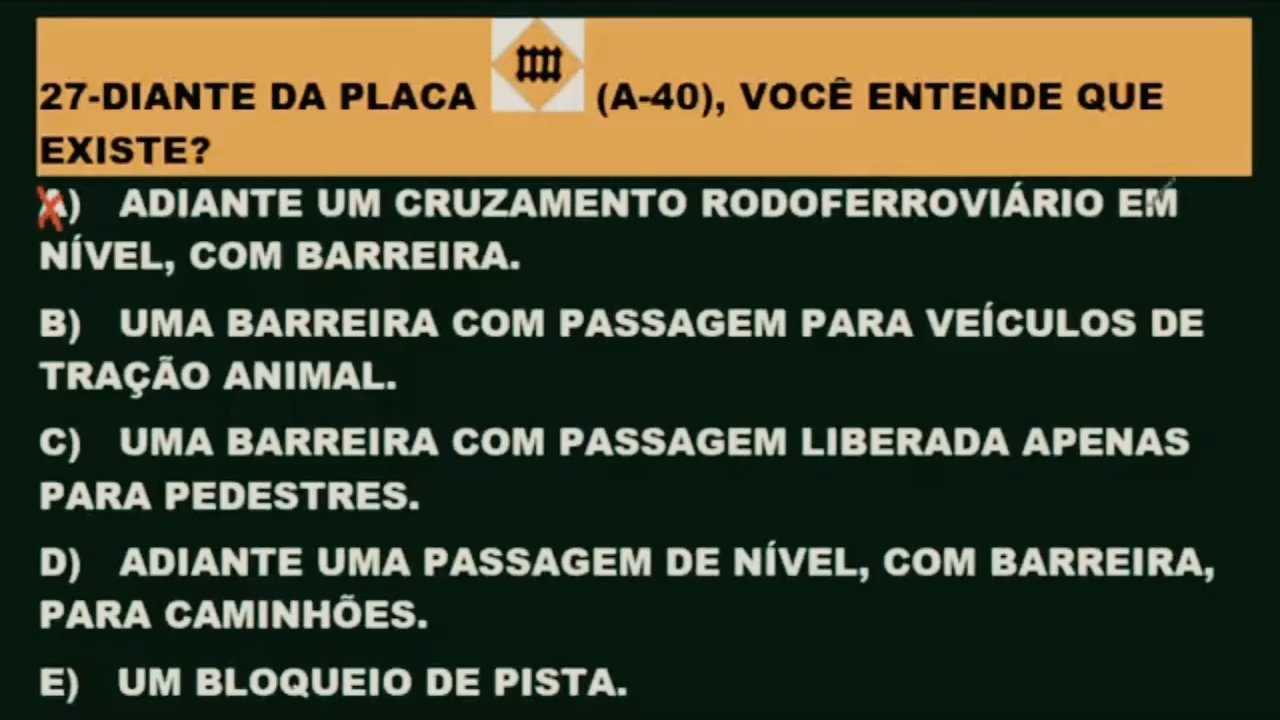 27-DIANTE DA PLACA (A-40), VOCÊ ENTENDE QUE
EXISTE?
A) ADIANTE UM CRUZAMENTO RODOFERROVIÁRIO EM
NÍVEL, COM BARREIRA.
B) UMA BARREIRA COM PASSAGEM PARA VEÍCULOS DE
TRAÇÃO ANIMAL.
C) UMA BARREIRA COM PASSAGEM LIBERADA APENAS
PARA PEDESTRES.
D) ADIANTE UMA PASSAGEM DE NÍVEL, COM BARREIRA,
PARA CAMINHÕES.
E) UM BLOQUEIO DE PISTA.